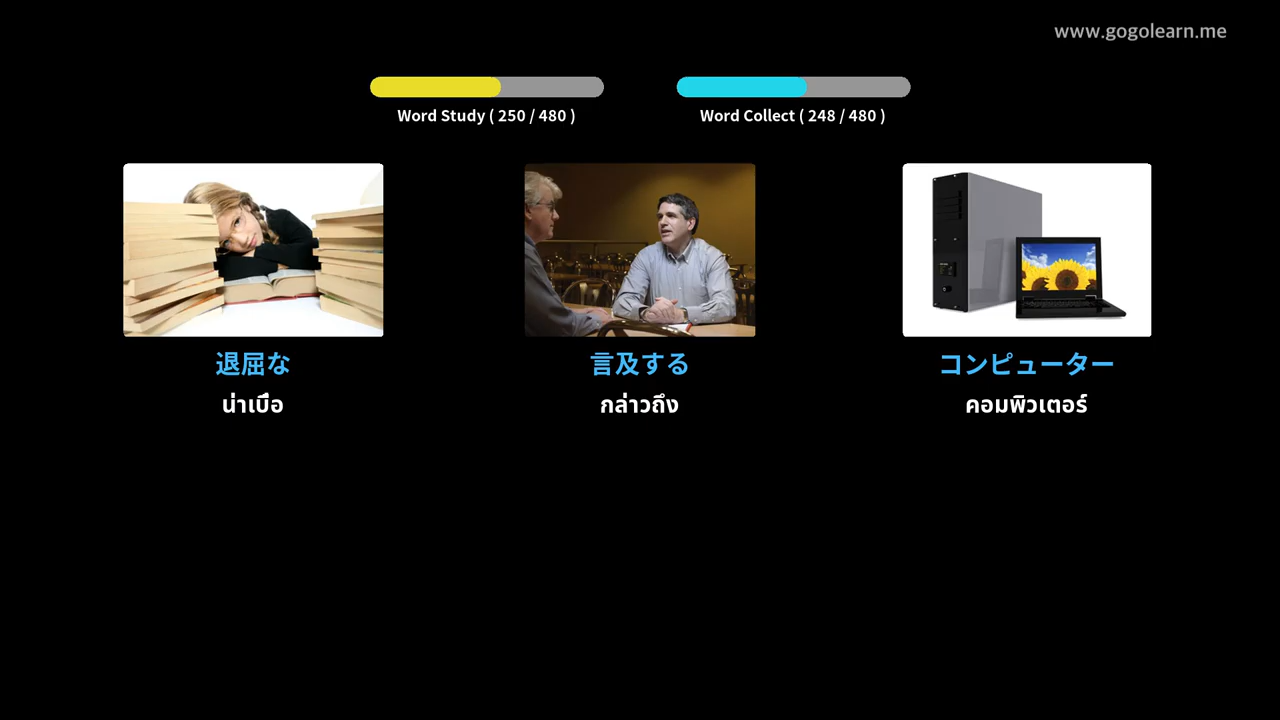 www.gogolearn.me
Word Study ( 250 / 480 )
Word Collect ( 248 / 480 )
退屈な
言及する
コンピューター
น่าเบื่อ
กล่าวถึง
คอมพิวเตอร์